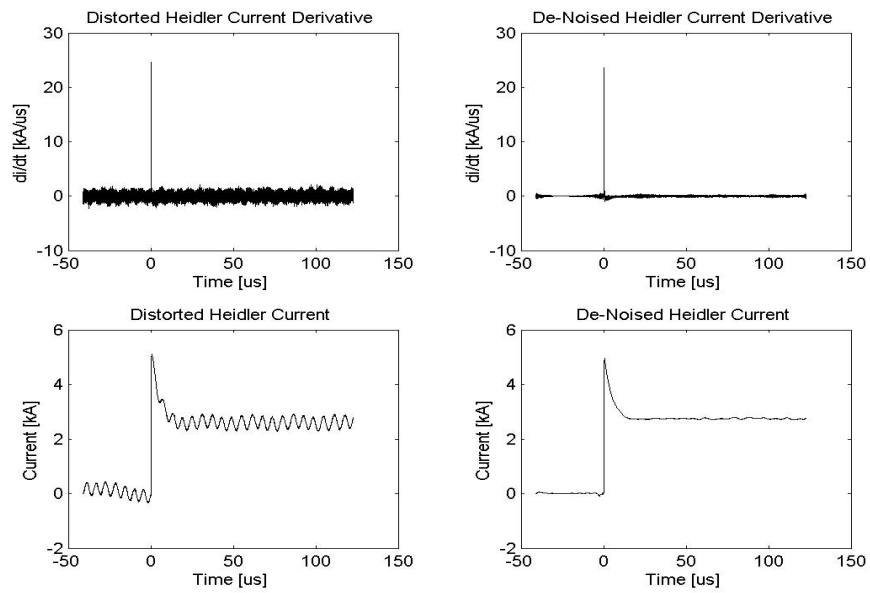 Distorted Heidler Current Derivative
30
20
10
0
-10
di/dt [kA/us]
-50 0 50 100 150
Time [us]
De-Noised Heidler Current Derivative
30
20
10
0
-10
di/dt [kA/us]
-50 0 50 100 150
Time [us]
Distorted Heidler Current
6
4
2
0
-2
Current [kA]
-50 0 50 100 150
Time [us]
De-Noised Heidler Current
6
4
2
0
-2
Current [kA]
-50 0 50 100 150
Time [us]